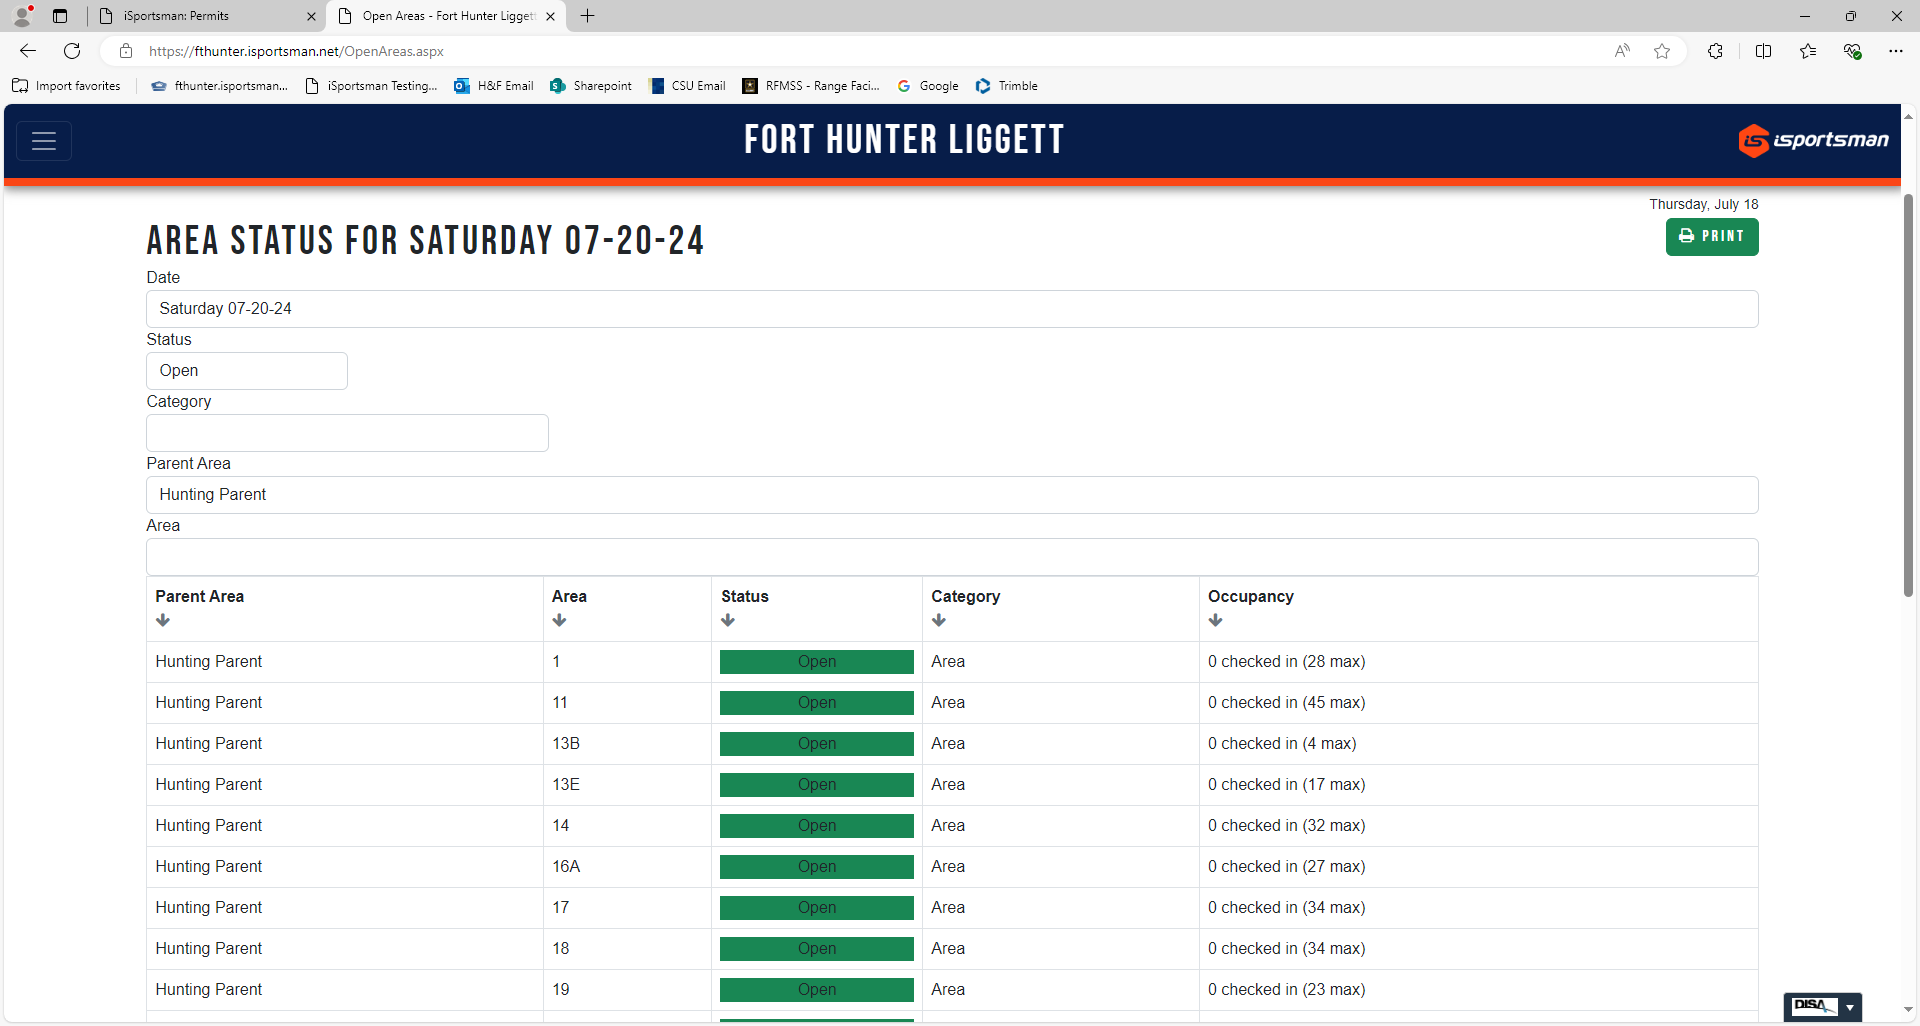 iSportsman: Permits
Open Areas - Fort Hunter Liggett
https://fthunter.isportsman.net/OpenAreas.aspx
Import favorites
fthunter.isportsman...
iSportsman Testing...
H&F Email
Sharepoint
CSU Email
RFMSS - Range Faci...
Google
Trimble
FORT HUNTER LIGGETT
iS isportsman
Thursday, July 18
AREA STATUS FOR SATURDAY 07-20-24
PRINT
Date
Saturday 07-20-24
Status
Open
Category
Parent Area
Hunting Parent
Area
Parent Area Area Status Category Occupancy
Hunting Parent 1 Open Area 0 checked in (28 max)
Hunting Parent 11 Open Area 0 checked in (45 max)
Hunting Parent 13B Open Area 0 checked in (4 max)
Hunting Parent 13E Open Area 0 checked in (17 max)
Hunting Parent 14 Open Area 0 checked in (32 max)
Hunting Parent 16A Open Area 0 checked in (27 max)
Hunting Parent 17 Open Area 0 checked in (34 max)
Hunting Parent 18 Open Area 0 checked in (34 max)
Hunting Parent 19 Open Area 0 checked in (23 max)
DISA